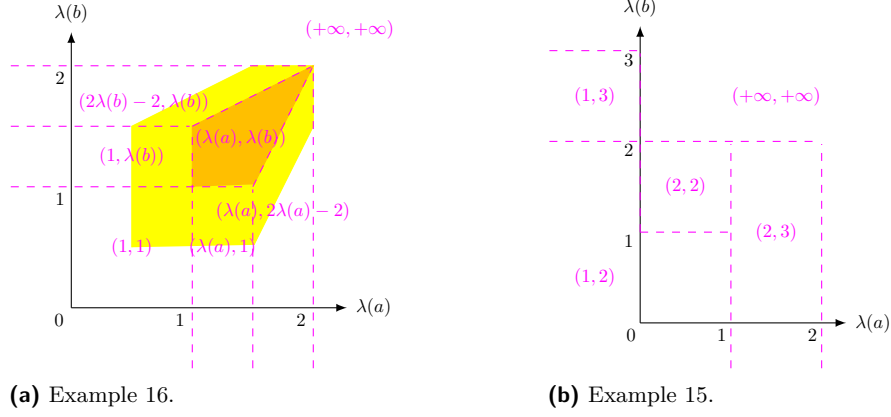 λ(b)
(+∞, +∞)
2
(2λ(b) − 2, λ(b))
(λ(a), λ(b))
(1, λ(b))
1
(λ(a), 2λ(a) − 2)
(1, 1)
(λ(a), 1)
0
1
2
λ(a)
(a) Example 16.
λ(b)
3
(1, 3)
(+∞, +∞)
2
(2, 2)
1
(2, 3)
(1, 2)
0
1
2
λ(a)
(b) Example 15.